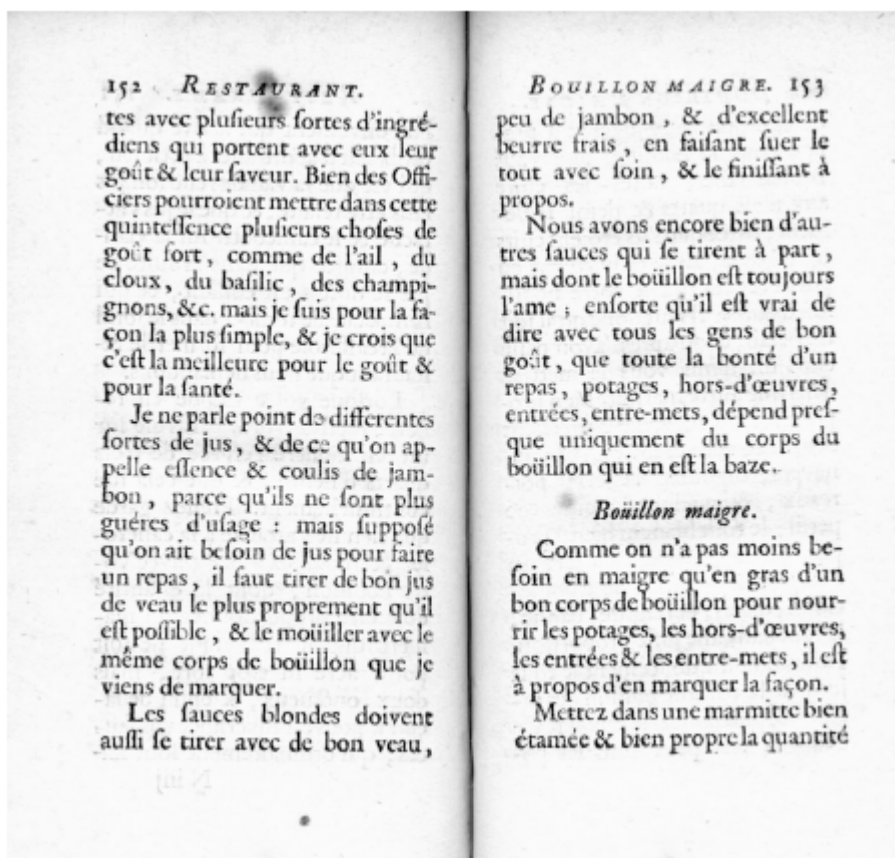 152 RESTAURANT.
tes avec pluſieurs ſortes d'ingré-
diens qui portent avec eux leur
goût & leur ſaveur. Bien des Offi-
ciers pourroient mettre dans cette
quinteſſence pluſieurs choſes de
goût fort, comme de l'ail, du
cloux, du baſilic, des champi-
gnons, &c. mais je ſuis pour la fa-
çon la plus ſimple, & je crois que
c'eſt la meilleure pour le goût &
pour la ſanté.
Je ne parle point de differentes
ſortes de jus, & de ce qu'on ap-
pelle eſſence & coulis de jam-
bon, parce qu'ils ne ſont plus
guéres d'uſage : mais ſuppoſé
qu'on ait beſoin de jus pour faire
un repas, il faut tirer de bon jus
de veau le plus proprement qu'il
eſt poſſible, & le moüiller avec le
même corps de boüillon que je
viens de marquer.
Les ſauces blondes doivent
auſſi ſe tirer avec de bon veau,
BOUILLON MAIGRE. 153
peu de jambon, & d'excellent
beurre frais, en faiſant ſuer le
tout avec ſoin, & le finiſſant à
propos.
Nous avons encore bien d'au-
tres ſauces qui ſe tirent à part,
mais dont le boüillon eſt toujours
l'ame ; enſorte qu'il eſt vrai de
dire avec tous les gens de bon
goût, que toute la bonté d'un
repas, potages, hors-d'œuvres,
entrées, entre-mets, dépend preſ-
que uniquement du corps du
boüillon qui en eſt la baze.
Boüillon maigre.
Comme on n'a pas moins be-
ſoin en maigre qu'en gras d'un
bon corps de boüillon pour nour-
rir les potages, les hors-d'œuvres,
les entrées & les entre-mets, il eſt
à propos d'en marquer la façon.
Mettez dans une marmitte bien
étamée & bien propre la quantité